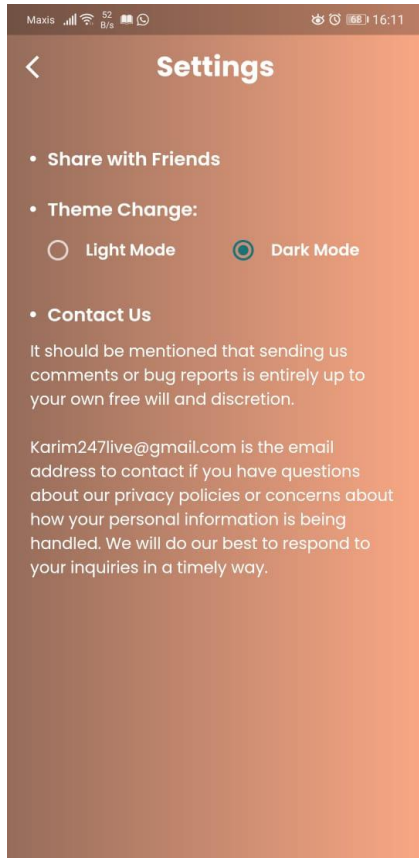 Maxis 52 B/s 68 16:11
Settings
• Share with Friends
• Theme Change:
Light Mode Dark Mode
• Contact Us
It should be mentioned that sending us
comments or bug reports is entirely up to
your own free will and discretion.
Karim247live@gmail.com is the email
address to contact if you have questions
about our privacy policies or concerns about
how your personal information is being
handled. We will do our best to respond to
your inquiries in a timely way.